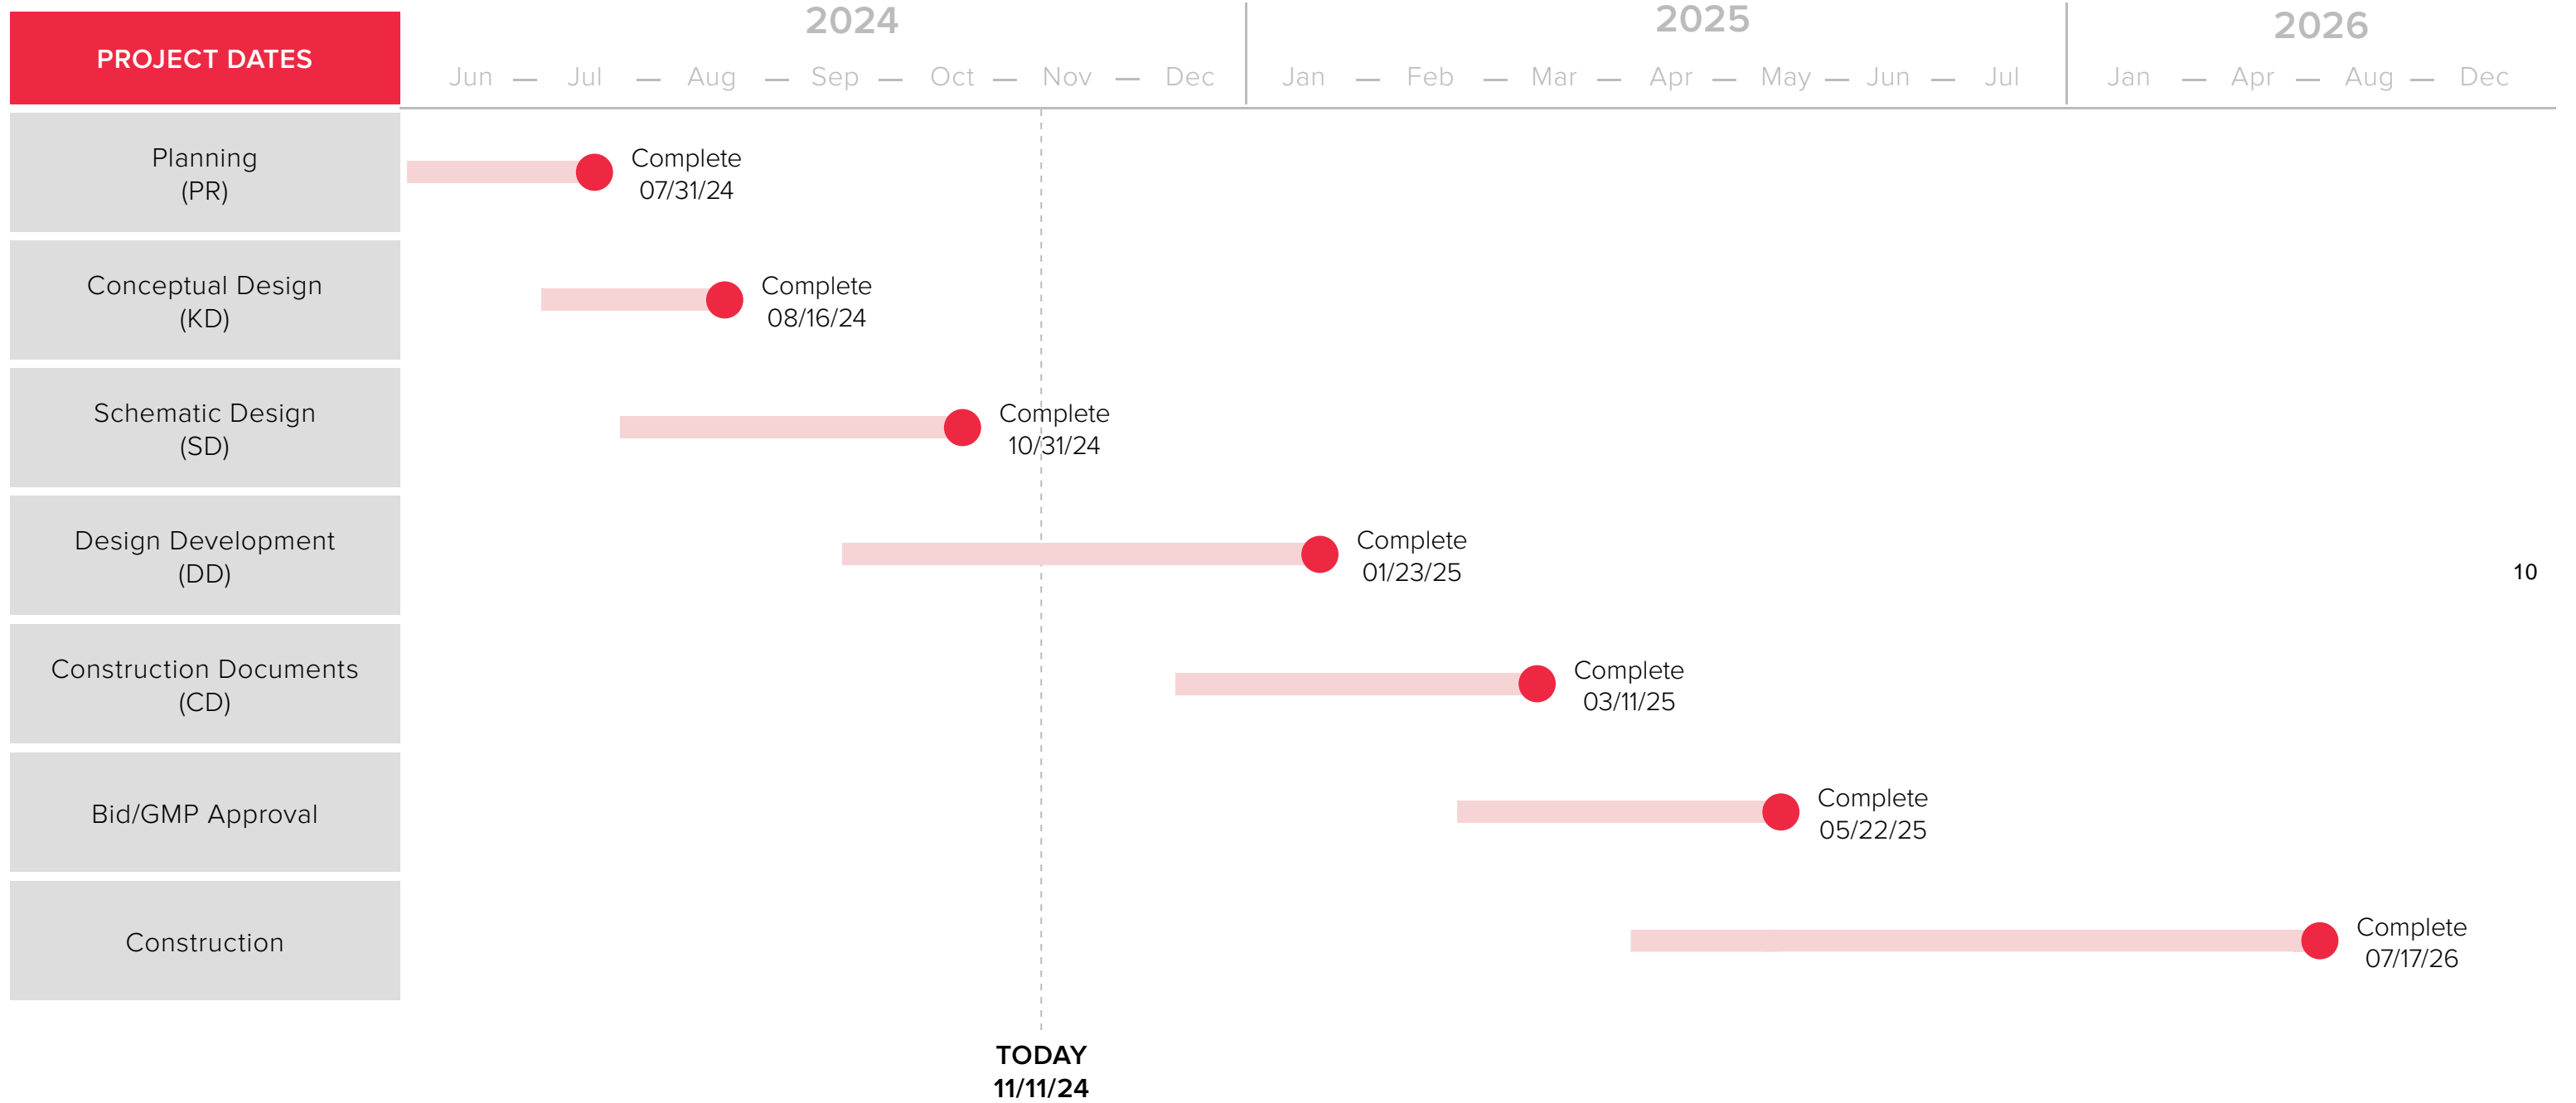 PROJECT DATES
2024
2025
2026
Jun — Jul — Aug — Sep — Oct — Nov — Dec
Jan — Feb — Mar — Apr — May — Jun — Jul
Jan — Apr — Aug — Dec
Planning
(PR)
Complete
07/31/24
Conceptual Design
(KD)
Complete
08/16/24
Schematic Design
(SD)
Complete
10/31/24
Design Development
(DD)
Complete
01/23/25
10
Construction Documents
(CD)
Complete
03/11/25
Bid/GMP Approval
Complete
05/22/25
Construction
Complete
07/17/26
TODAY
11/11/24